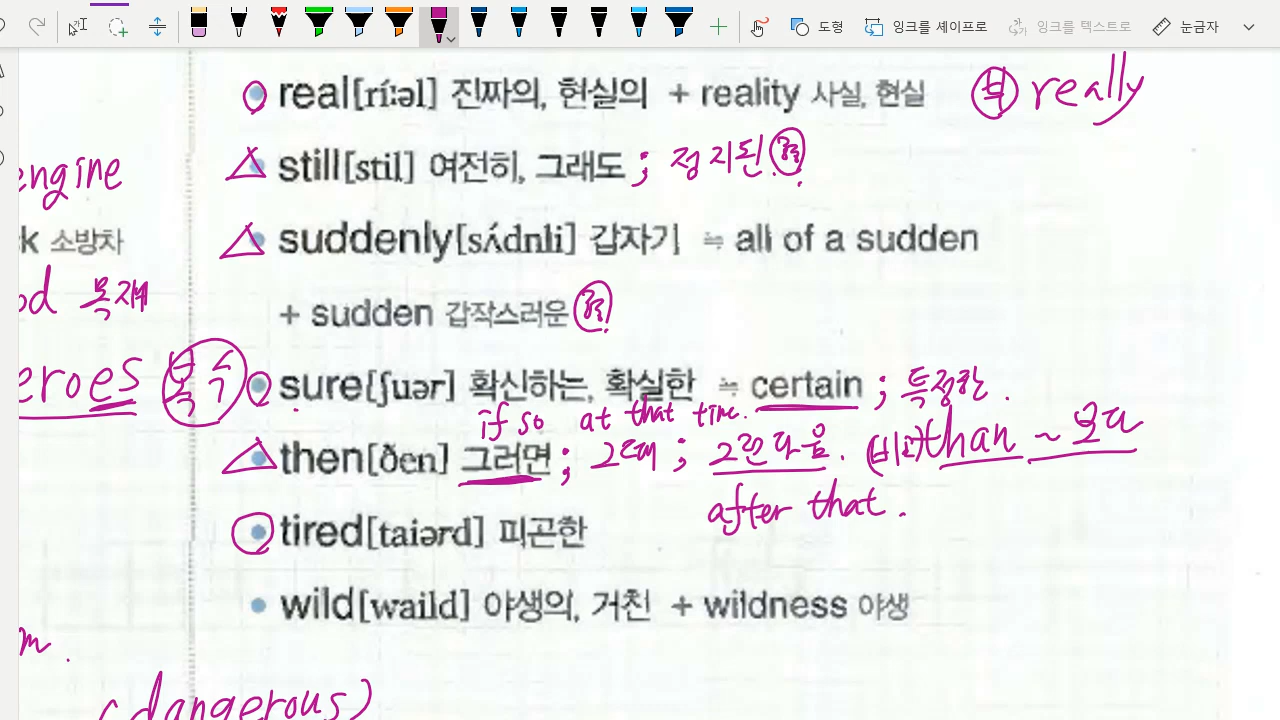 도형 잉크를 셰이프로 잉크를 텍스트로 눈금자
real[ríːəl] 진짜의, 현실의 + reality 사실, 현실 부 really
engine
still[stil] 여전히, 그래도 ; 정지된 형
k 소방차
suddenly[sʌ́dnli] 갑자기 ≒ all of a sudden
od 목재
+ sudden 갑작스러운 형
eroes 복수
sure[ʃuər] 확신하는, 확실한 ≒ certain ; 특정한.
if so at that time.
then[ðen] 그러면 ; 그때 ; 그런다음. (비교) than ~보다
after that.
tired[taiərd] 피곤한
wild[waild] 야생의, 거친 + wildness 야생
m.
(dangerous)